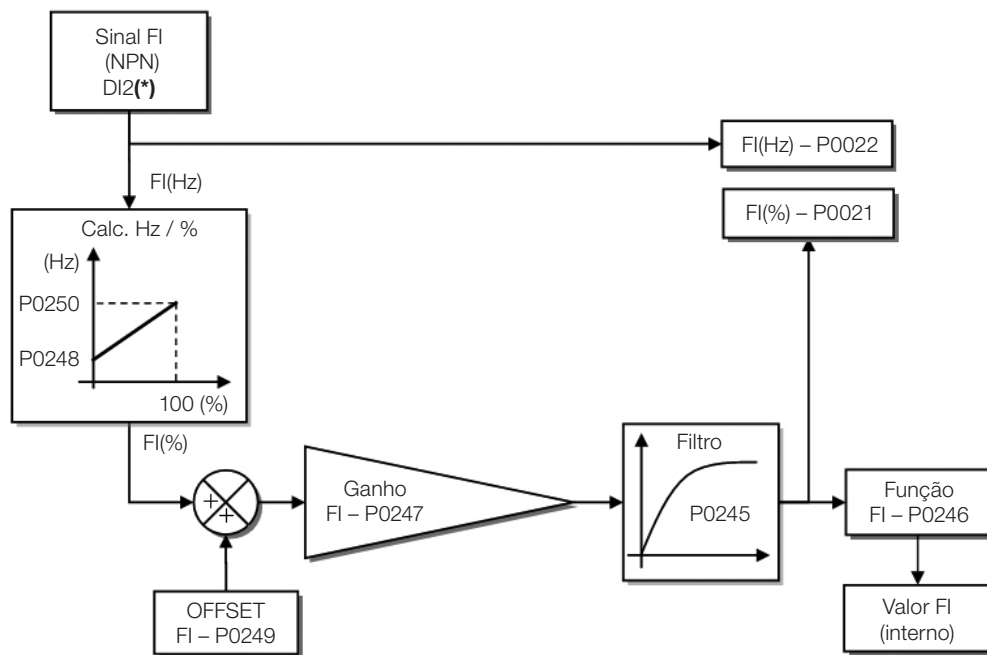 Sinal FI
(NPN)
DI2(*)
FI(Hz) – P0022
FI(Hz)
FI(%) – P0021
Calc. Hz / %
(Hz)
P0250
P0248
100 (%)
FI(%)
Ganho
FI – P0247
Filtro
P0245
Função
FI – P0246
OFFSET
FI – P0249
Valor FI
(interno)